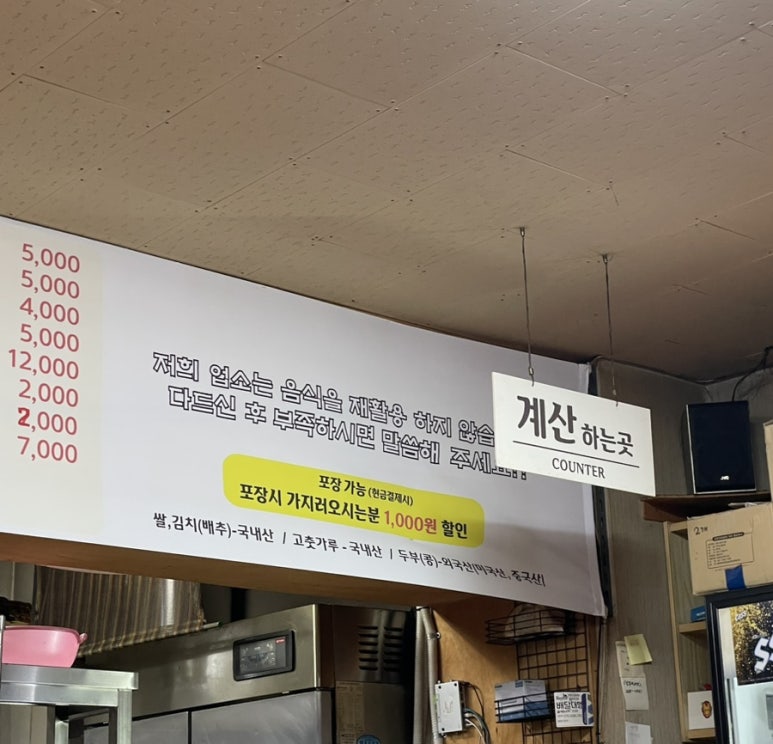 5,000
5,000
4,000
5,000
12,000
2,000
2,000
7,000
저희 업소는 음식을 재활용 하지 않습
다드신 후 부족하시면 말씀해 주세요
포장 가능 (현금결제시)
포장시 가지러오시는분 1,000원 할인
쌀,김치(배추)-국내산 / 고춧가루 - 국내산 / 두부(콩)-외국산(미국산,중국산)
계산 하는곳
COUNTER
JVC